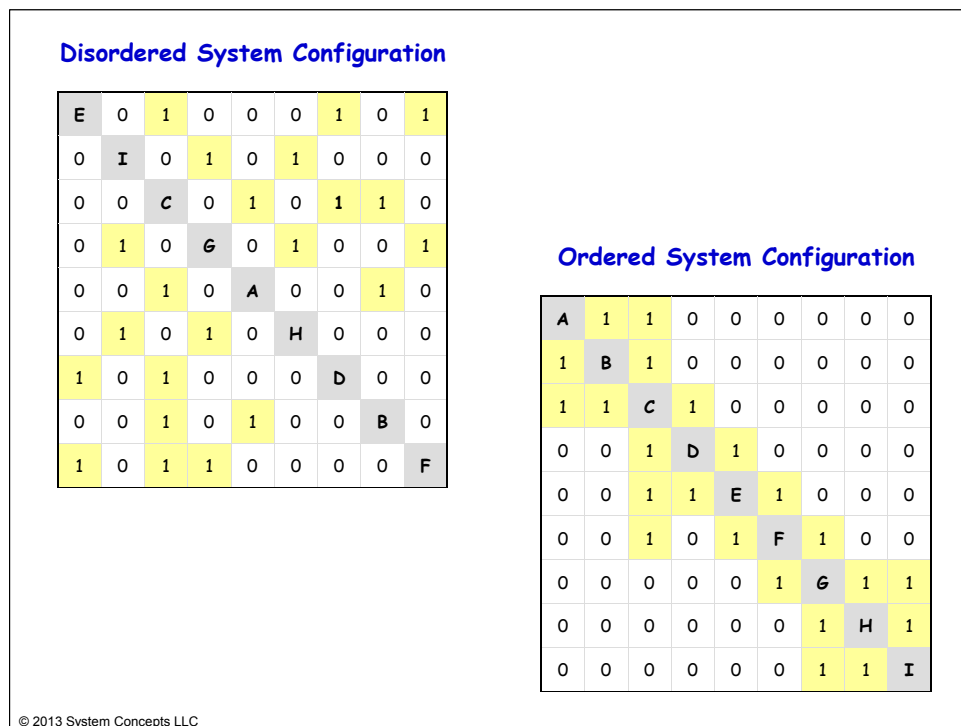 Disordered System Configuration
E 0 1 0 0 0 1 0 1
0 I 0 1 0 1 0 0 0
0 0 C 0 1 0 1 1 0
0 1 0 G 0 1 0 0 1
0 0 1 0 A 0 0 1 0
0 1 0 1 0 H 0 0 0
1 0 1 0 0 0 D 0 0
0 0 1 0 1 0 0 B 0
1 0 1 1 0 0 0 0 F
Ordered System Configuration
A 1 1 0 0 0 0 0 0
1 B 1 0 0 0 0 0 0
1 1 C 1 0 0 0 0 0
0 0 1 D 1 0 0 0 0
0 0 1 1 E 1 0 0 0
0 0 1 0 1 F 1 0 0
0 0 0 0 0 1 G 1 1
0 0 0 0 0 0 1 H 1
0 0 0 0 0 0 1 1 I
© 2013 System Concepts LLC